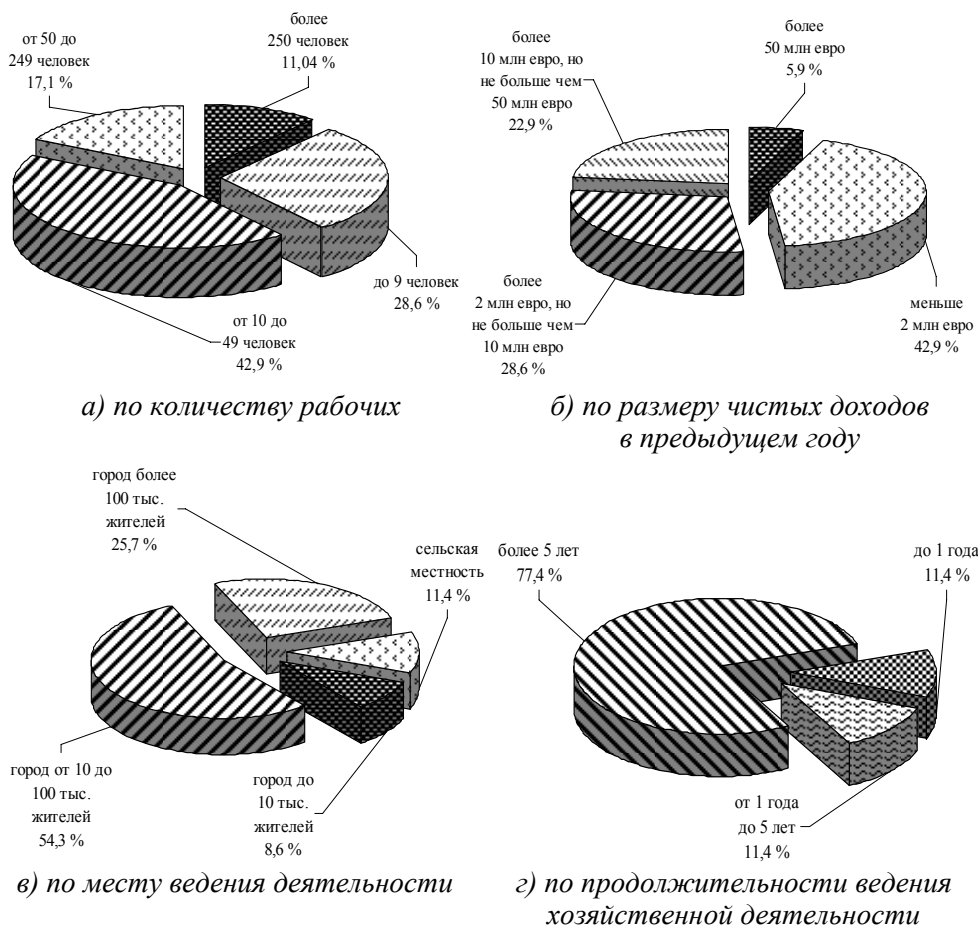 от 50 до
249 человек
17,1 %
более
250 человек
11,04 %
до 9 человек
28,6 %
от 10 до
49 человек
42,9 %
а) по количеству рабочих
более
10 млн евро, но
не больше чем
50 млн евро
22,9 %
более
50 млн евро
5,9 %
меньше
2 млн евро
42,9 %
более
2 млн евро, но
не больше чем
10 млн евро
28,6 %
б) по размеру чистых доходов
в предыдущем году
город более
100 тыс.
жителей
25,7 %
сельская
местность
11,4 %
город от 10 до
100 тыс.
жителей
54,3 %
город до
10 тыс.
жителей
8,6 %
в) по месту ведения деятельности
более 5 лет
77,4 %
до 1 года
11,4 %
от 1 года
до 5 лет
11,4 %
г) по продолжительности ведения
хозяйственной деятельности